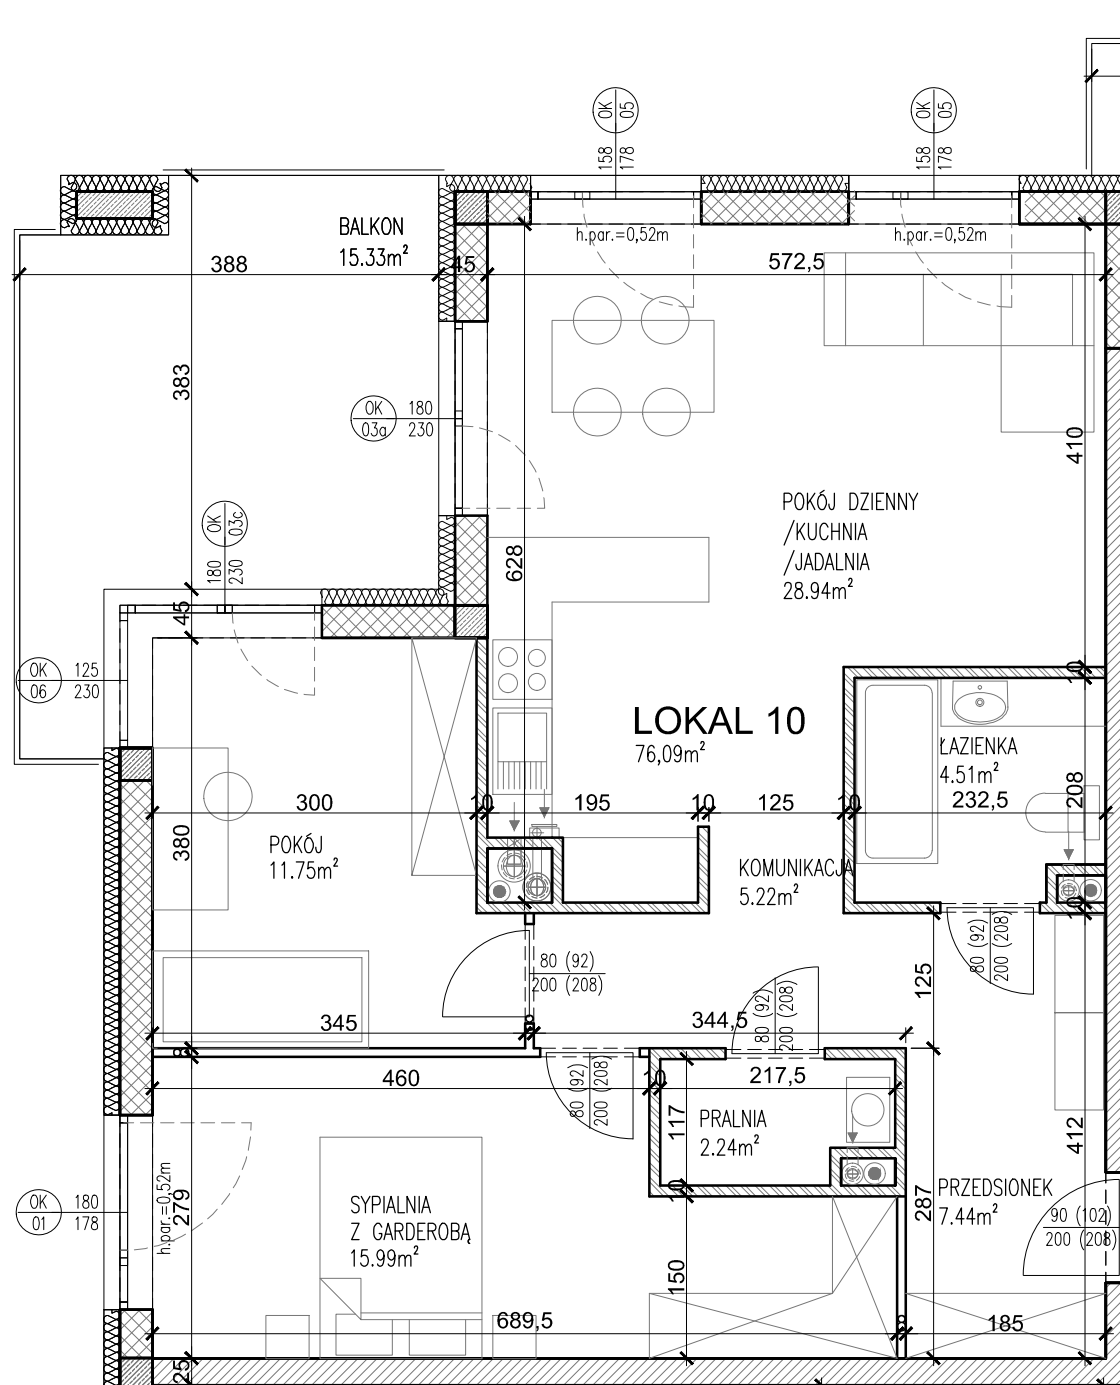 OK
05
158
178
OK
05
158
178
BALKON
15.33m²
h.par.=0,52m
h.par.=0,52m
388
45
572,5
383
OK
03a
180
230
410
POKÓJ DZIENNY
/KUCHNIA
/JADALNIA
28.94m²
OK
03c
180
230
628
45
OK
06
125
230
10
LOKAL 10
76,09m²
ŁAZIENKA
4.51m²
208
300
10
195
10
125
10
232,5
380
POKÓJ
11.75m²
KOMUNIKACJA
5.22m²
10
80 (92)
200 (208)
80 (92)
200 (208)
125
345
8
344,5
80 (92)
200 (208)
8
460
80 (92)
200 (208)
10
217,5
117
PRALNIA
2.24m²
412
10
h.par.=0,52m
279
OK
01
180
178
SYPIALNIA
Z GARDEROBĄ
15.99m²
287
PRZEDSIONEK
7.44m²
90 (102)
200 (208)
150
689,5
8
185
25